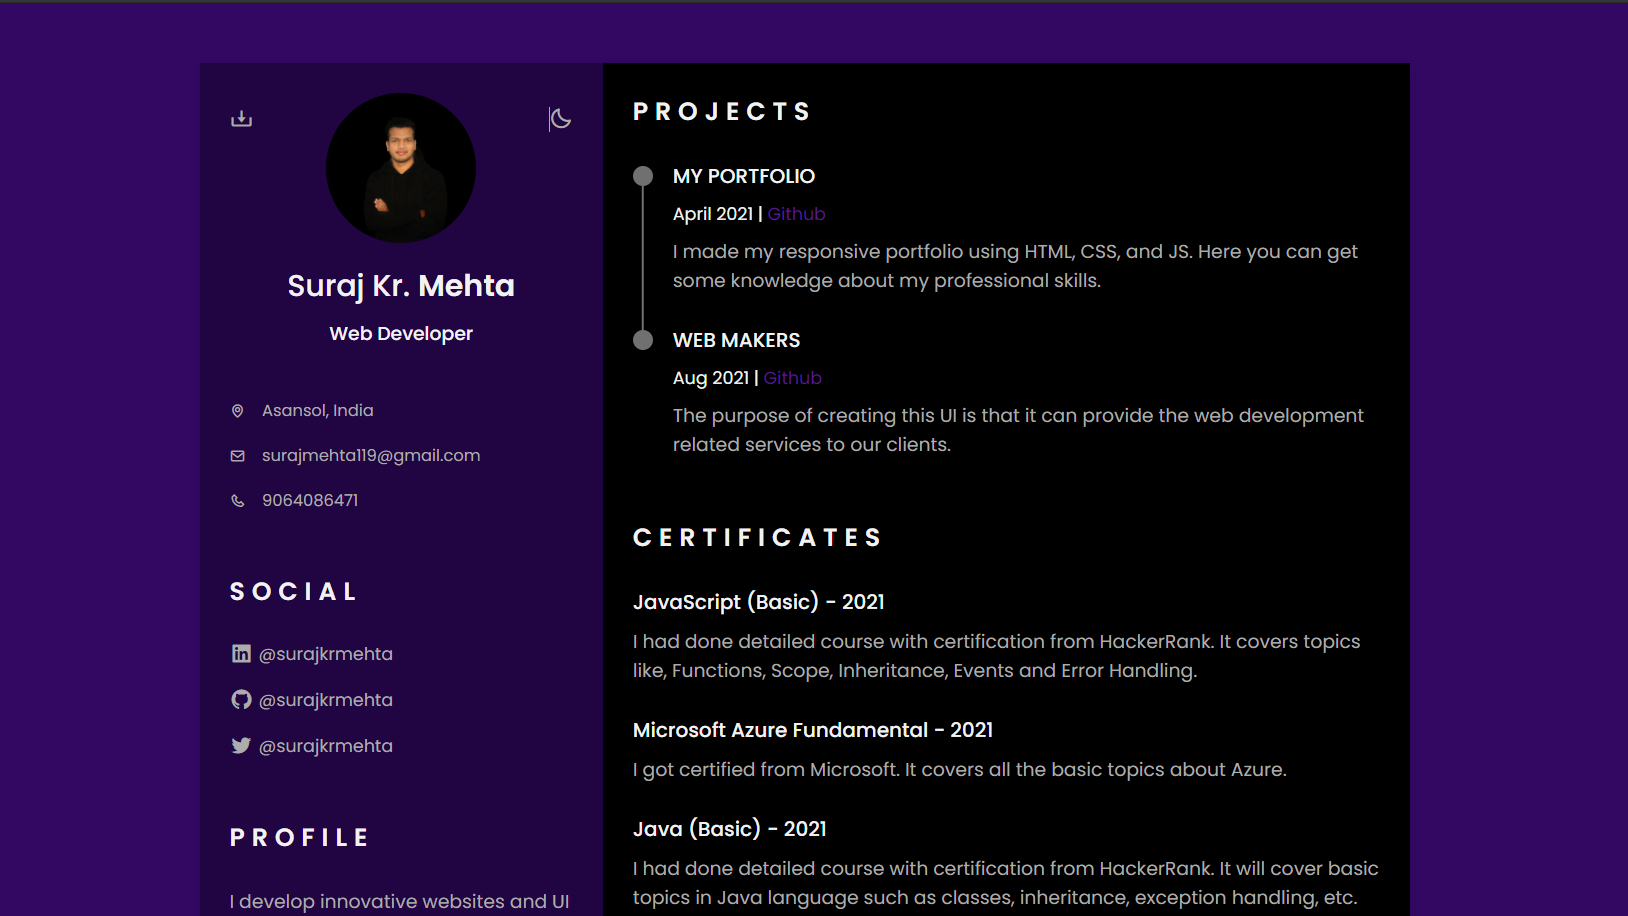 Suraj Kr. Mehta
Web Developer
Asansol, India
surajmehta119@gmail.com
9064086471
SOCIAL
@surajkrmehta
@surajkrmehta
@surajkrmehta
PROFILE
I develop innovative websites and UI
PROJECTS
MY PORTFOLIO
April 2021 | Github
I made my responsive portfolio using HTML, CSS, and JS. Here you can get
some knowledge about my professional skills.
WEB MAKERS
Aug 2021 | Github
The purpose of creating this UI is that it can provide the web development
related services to our clients.
CERTIFICATES
JavaScript (Basic) - 2021
I had done detailed course with certification from HackerRank. It covers topics
like, Functions, Scope, Inheritance, Events and Error Handling.
Microsoft Azure Fundamental - 2021
I got certified from Microsoft. It covers all the basic topics about Azure.
Java (Basic) - 2021
I had done detailed course with certification from HackerRank. It will cover basic
topics in Java language such as classes, inheritance, exception handling, etc.